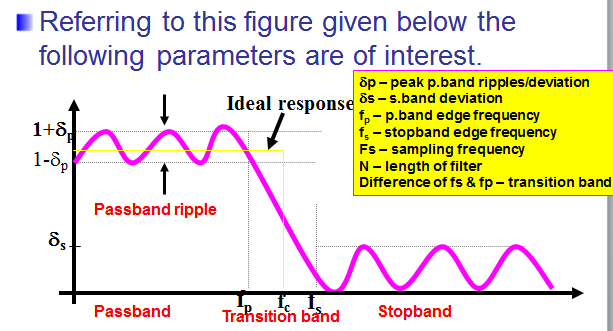 Referring to this figure given below the
following parameters are of interest.
δp – peak p.band ripples/deviation
δs – s.band deviation
fp – p.band edge frequency
fs – stopband edge frequency
Fs – sampling frequency
N – length of filter
Difference of fs & fp – transition band
Ideal response
1+δp
1-δp
Passband ripple
δs
fp fc fs
Passband
Transition band
Stopband